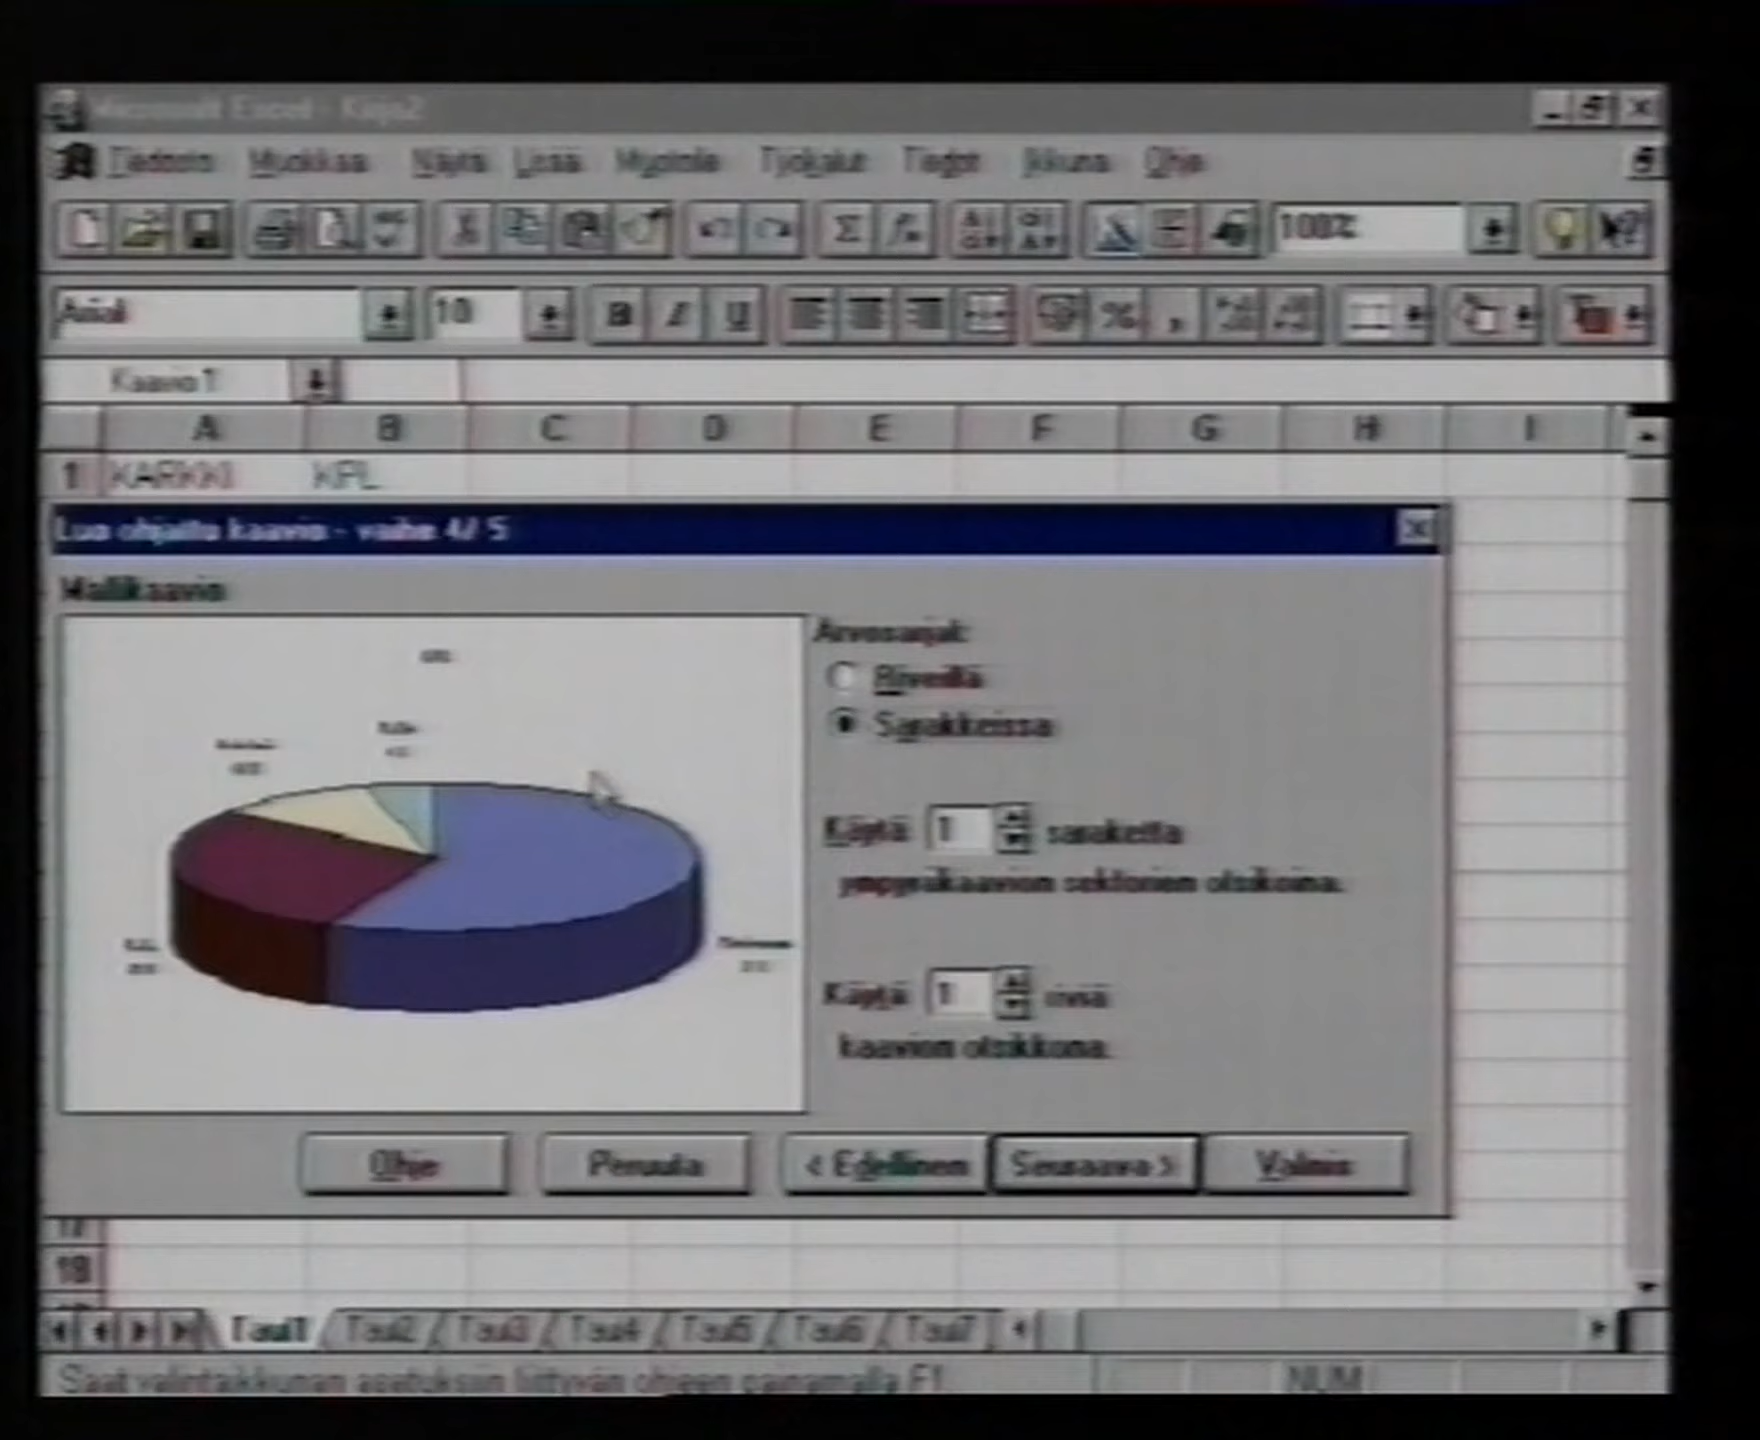 Microsoft Excel - Kirja2
Tiedosto Muokkaa Näytä Lisää Muotoile Työkalut Tiedot Ikkuna Ohje
100%
Arial 10 B I U % ,
Kaavio1
A B C D E F G H I
1 KARKKI KPL
Luo ohjattu kaavio - vaihe 4/ 5
Mallikaavio
Arvosarjat:
Riveillä
Sarakkeissa
Käytä 1 saraketta
ympyräkaavion sektorien otsikoina.
Käytä 1 riviä
kaavion otsikkona.
Ohje Peruuta < Edellinen Seuraava > Valmis
17
18
Taul1 Taul2 Taul3 Taul4 Taul5 Taul6 Taul7
Saat valintaikkunan asetuksiin liittyvän ohjeen painamalla F1. NUM